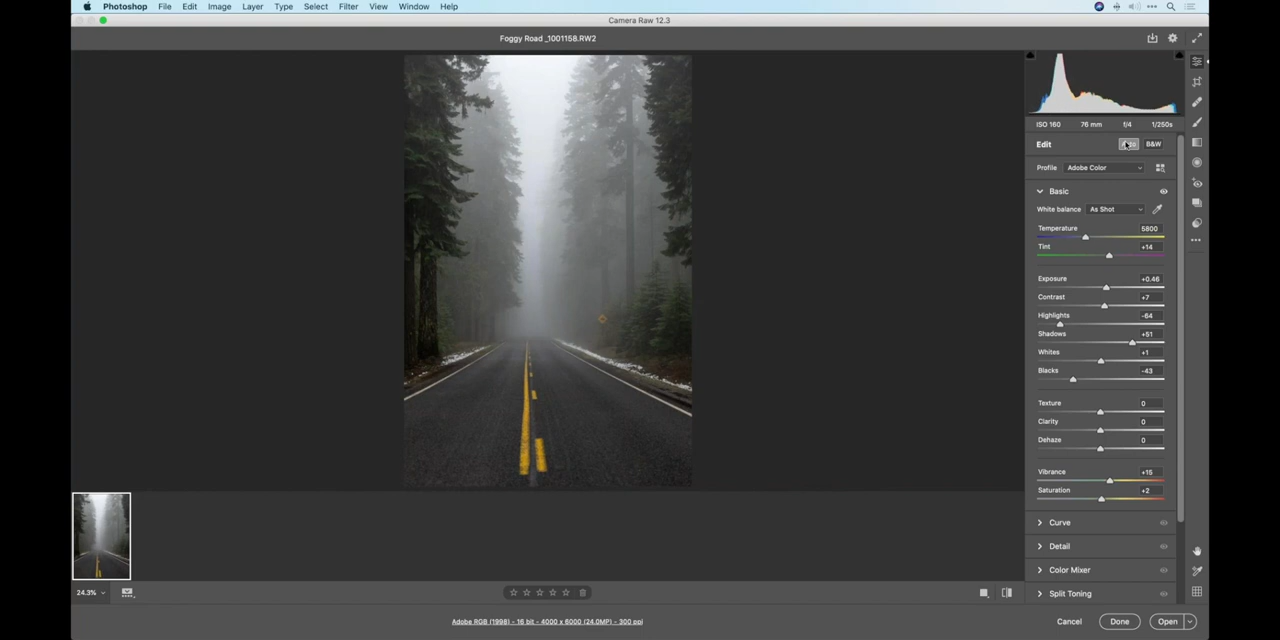 Photoshop File Edit Image Layer Type Select Filter View Window Help
Camera Raw 12.3
Foggy Road _1001158.RW2
ISO 160 76 mm f/4 1/250s
Edit B&W
Profile Adobe Color
Basic
White balance As Shot
Temperature 5800
Tint +14
Exposure +0.46
Contrast +7
Highlights -64
Shadows +51
Whites +1
Blacks -43
Texture 0
Clarity 0
Dehaze 0
Vibrance +15
Saturation +2
Curve
Detail
Color Mixer
Split Toning
24.3%
Adobe RGB (1998) - 16 bit - 4000 x 6000 (24.0MP) - 300 ppi
Cancel Done Open